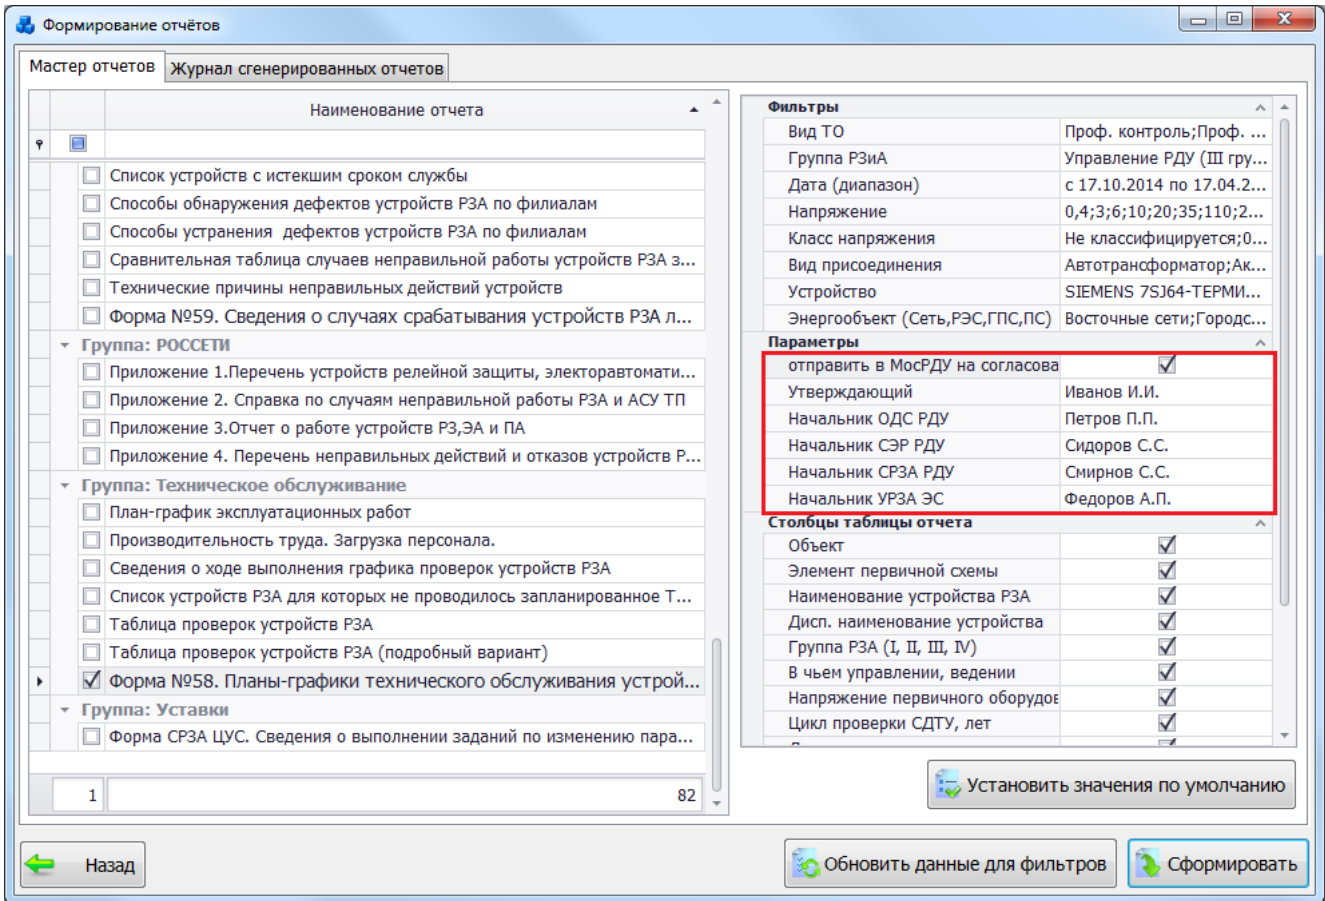 Формирование отчётов
Мастер отчетов
Журнал сгенерированных отчетов
Наименование отчета
Список устройств с истекшим сроком службы
Способы обнаружения дефектов устройств РЗА по филиалам
Способы устранения дефектов устройств РЗА по филиалам
Сравнительная таблица случаев неправильной работы устройств РЗА з...
Технические причины неправильных действий устройств
Форма №59. Сведения о случаях срабатывания устройств РЗА л...
Группа: РОССЕТИ
Приложение 1.Перечень устройств релейной защиты, электоравтомати...
Приложение 2. Справка по случаям неправильной работы РЗА и АСУ ТП
Приложение 3.Отчет о работе устройств РЗ,ЭА и ПА
Приложение 4. Перечень неправильных действий и отказов устройств Р...
Группа: Техническое обслуживание
План-график эксплуатационных работ
Производительность труда. Загрузка персонала.
Сведения о ходе выполнения графика проверок устройств РЗА
Список устройств РЗА для которых не проводилось запланированное Т...
Таблица проверок устройств РЗА
Таблица проверок устройств РЗА (подробный вариант)
Форма №58. Планы-графики технического обслуживания устрой...
Группа: Уставки
Форма СРЗА ЦУС. Сведения о выполнении заданий по изменению пара...
1 82
Фильтры
Вид ТО Проф. контроль;Проф. ...
Группа РЗиА Управление РДУ (III гру...
Дата (диапазон) с 17.10.2014 по 17.04.2...
Напряжение 0,4;3;6;10;20;35;110;2...
Класс напряжения Не классифицируется;0...
Вид присоединения Автотрансформатор;Ак...
Устройство SIEMENS 7SJ64-ТЕРМИ...
Энергообъект (Сеть,РЭС,ГПС,ПС) Восточные сети;Городс...
Параметры
отправить в МосРДУ на согласова
Утверждающий Иванов И.И.
Начальник ОДС РДУ Петров П.П.
Начальник СЭР РДУ Сидоров С.С.
Начальник СРЗА РДУ Смирнов С.С.
Начальник УРЗА ЭС Федоров А.П.
Столбцы таблицы отчета
Объект
Элемент первичной схемы
Наименование устройства РЗА
Дисп. наименование устройства
Группа РЗА (I, II, III, IV)
В чьем управлении, ведении
Напряжение первичного оборудов
Цикл проверки СДТУ, лет
Установить значения по умолчанию
Назад
Обновить данные для фильтров
Сформировать